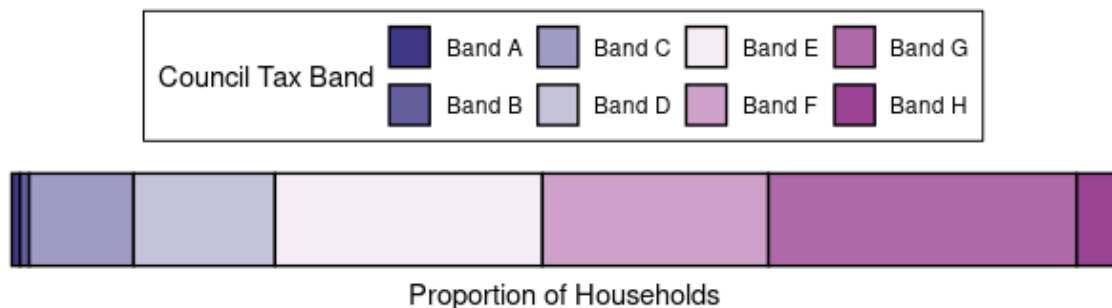 Band A Band C Band E Band G
Council Tax Band
Band B Band D Band F Band H
Proportion of Households